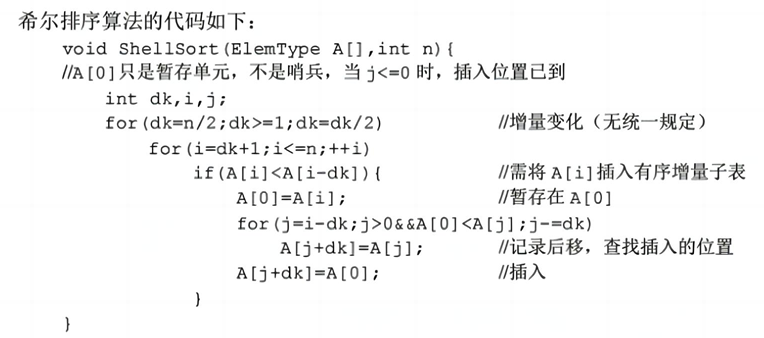 希尔排序算法的代码如下：
void ShellSort(ElemType A[],int n){
//A[0]只是暂存单元，不是哨兵，当 j<=0 时，插入位置已到
int dk,i,j;
for(dk=n/2;dk>=1;dk=dk/2) //增量变化（无统一规定）
for(i=dk+1;i<=n;++i)
if(A[i]<A[i-dk]){ //需将 A[i]插入有序增量子表
A[0]=A[i]; //暂存在 A[0]
for(j=i-dk;j>0&&A[0]<A[j];j-=dk)
A[j+dk]=A[j]; //记录后移，查找插入的位置
A[j+dk]=A[0]; //插入
}
}